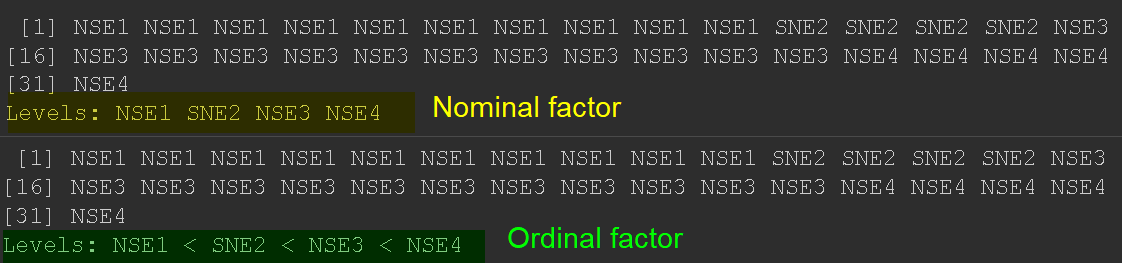 [1] NSE1 NSE1 NSE1 NSE1 NSE1 NSE1 NSE1 NSE1 NSE1 NSE1 SNE2 SNE2 SNE2 SNE2 NSE3
[16] NSE3 NSE3 NSE3 NSE3 NSE3 NSE3 NSE3 NSE3 NSE3 NSE3 NSE3 NSE4 NSE4 NSE4 NSE4
[31] NSE4
Levels: NSE1 SNE2 NSE3 NSE4 Nominal factor
[1] NSE1 NSE1 NSE1 NSE1 NSE1 NSE1 NSE1 NSE1 NSE1 NSE1 SNE2 SNE2 SNE2 SNE2 NSE3
[16] NSE3 NSE3 NSE3 NSE3 NSE3 NSE3 NSE3 NSE3 NSE3 NSE3 NSE3 NSE4 NSE4 NSE4 NSE4
[31] NSE4
Levels: NSE1 < SNE2 < NSE3 < NSE4 Ordinal factor